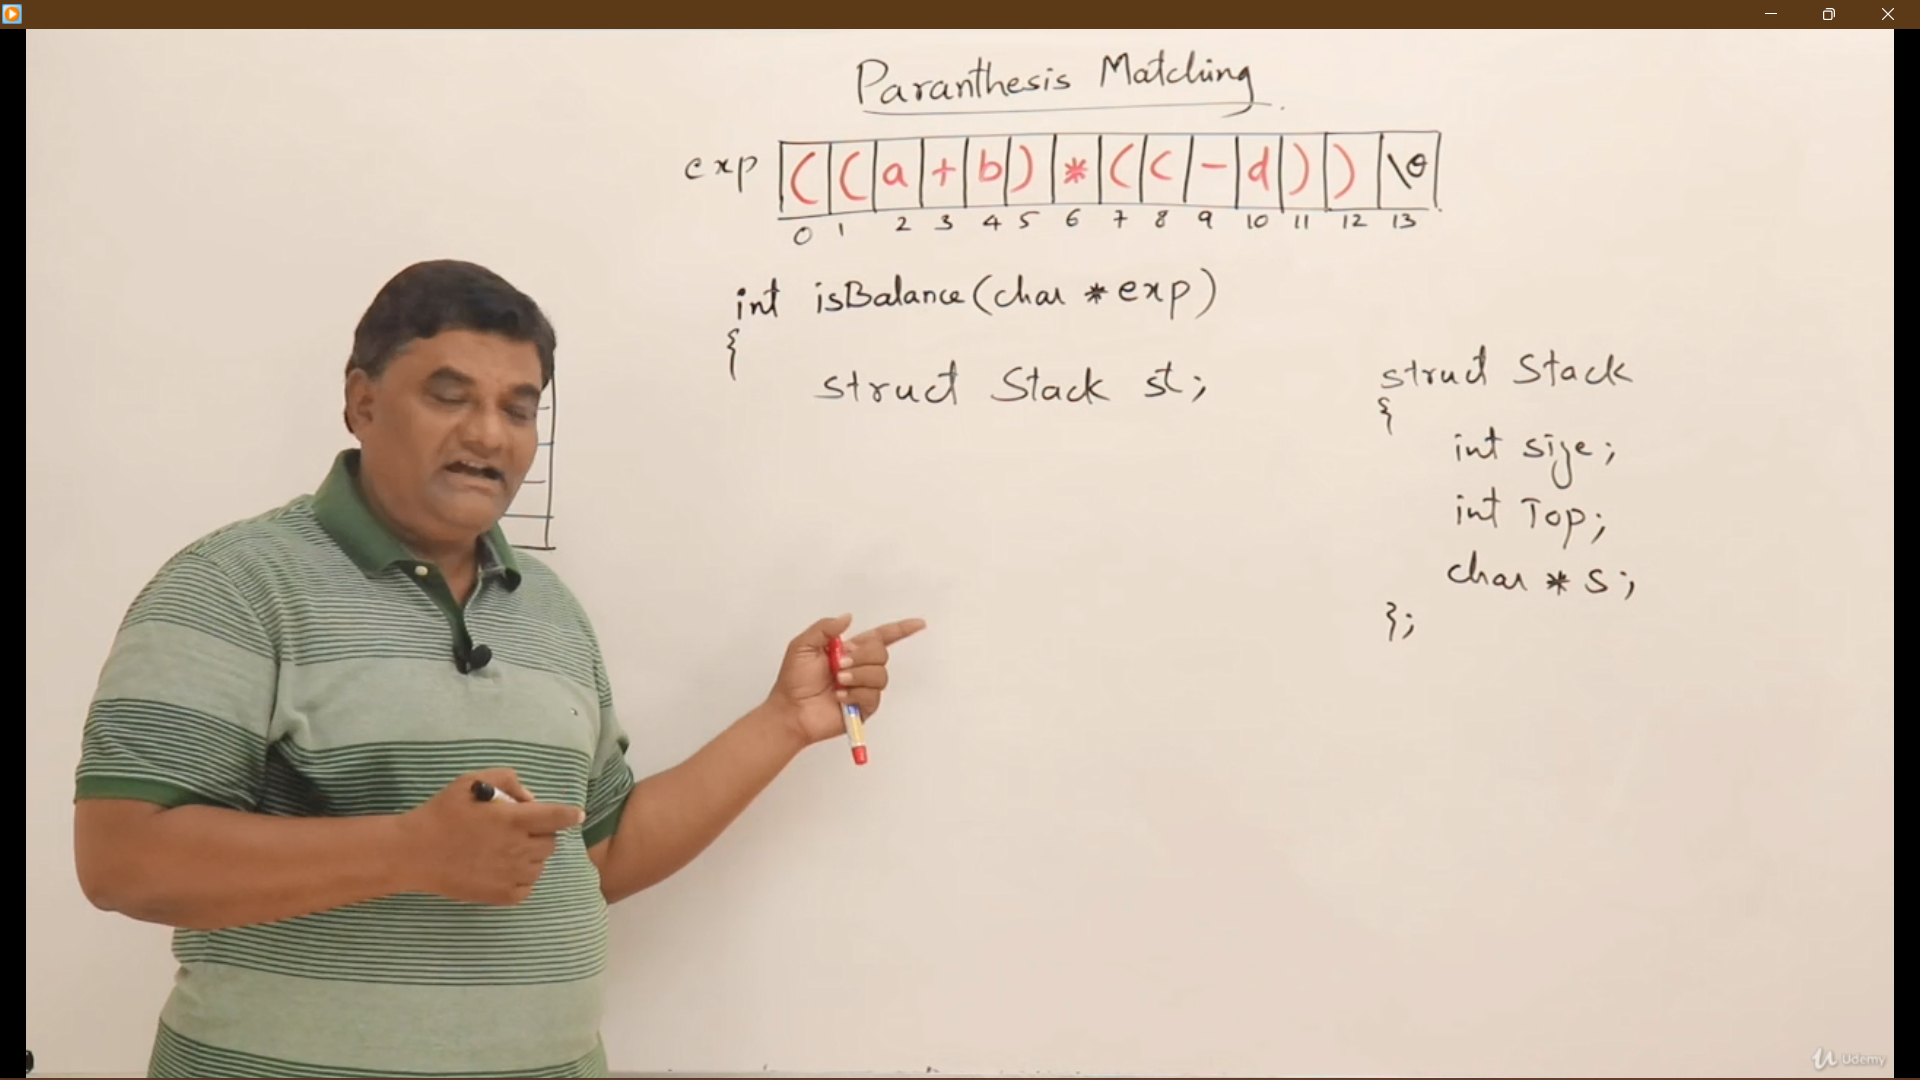 Paranthesis Matching
exp ( ( a + b ) * ( c - d ) ) \0
0 1 2 3 4 5 6 7 8 9 10 11 12 13
int isBalance(char *exp)
{
struct Stack st;
struct Stack
{
int size;
int Top;
char *s;
};
Udemy